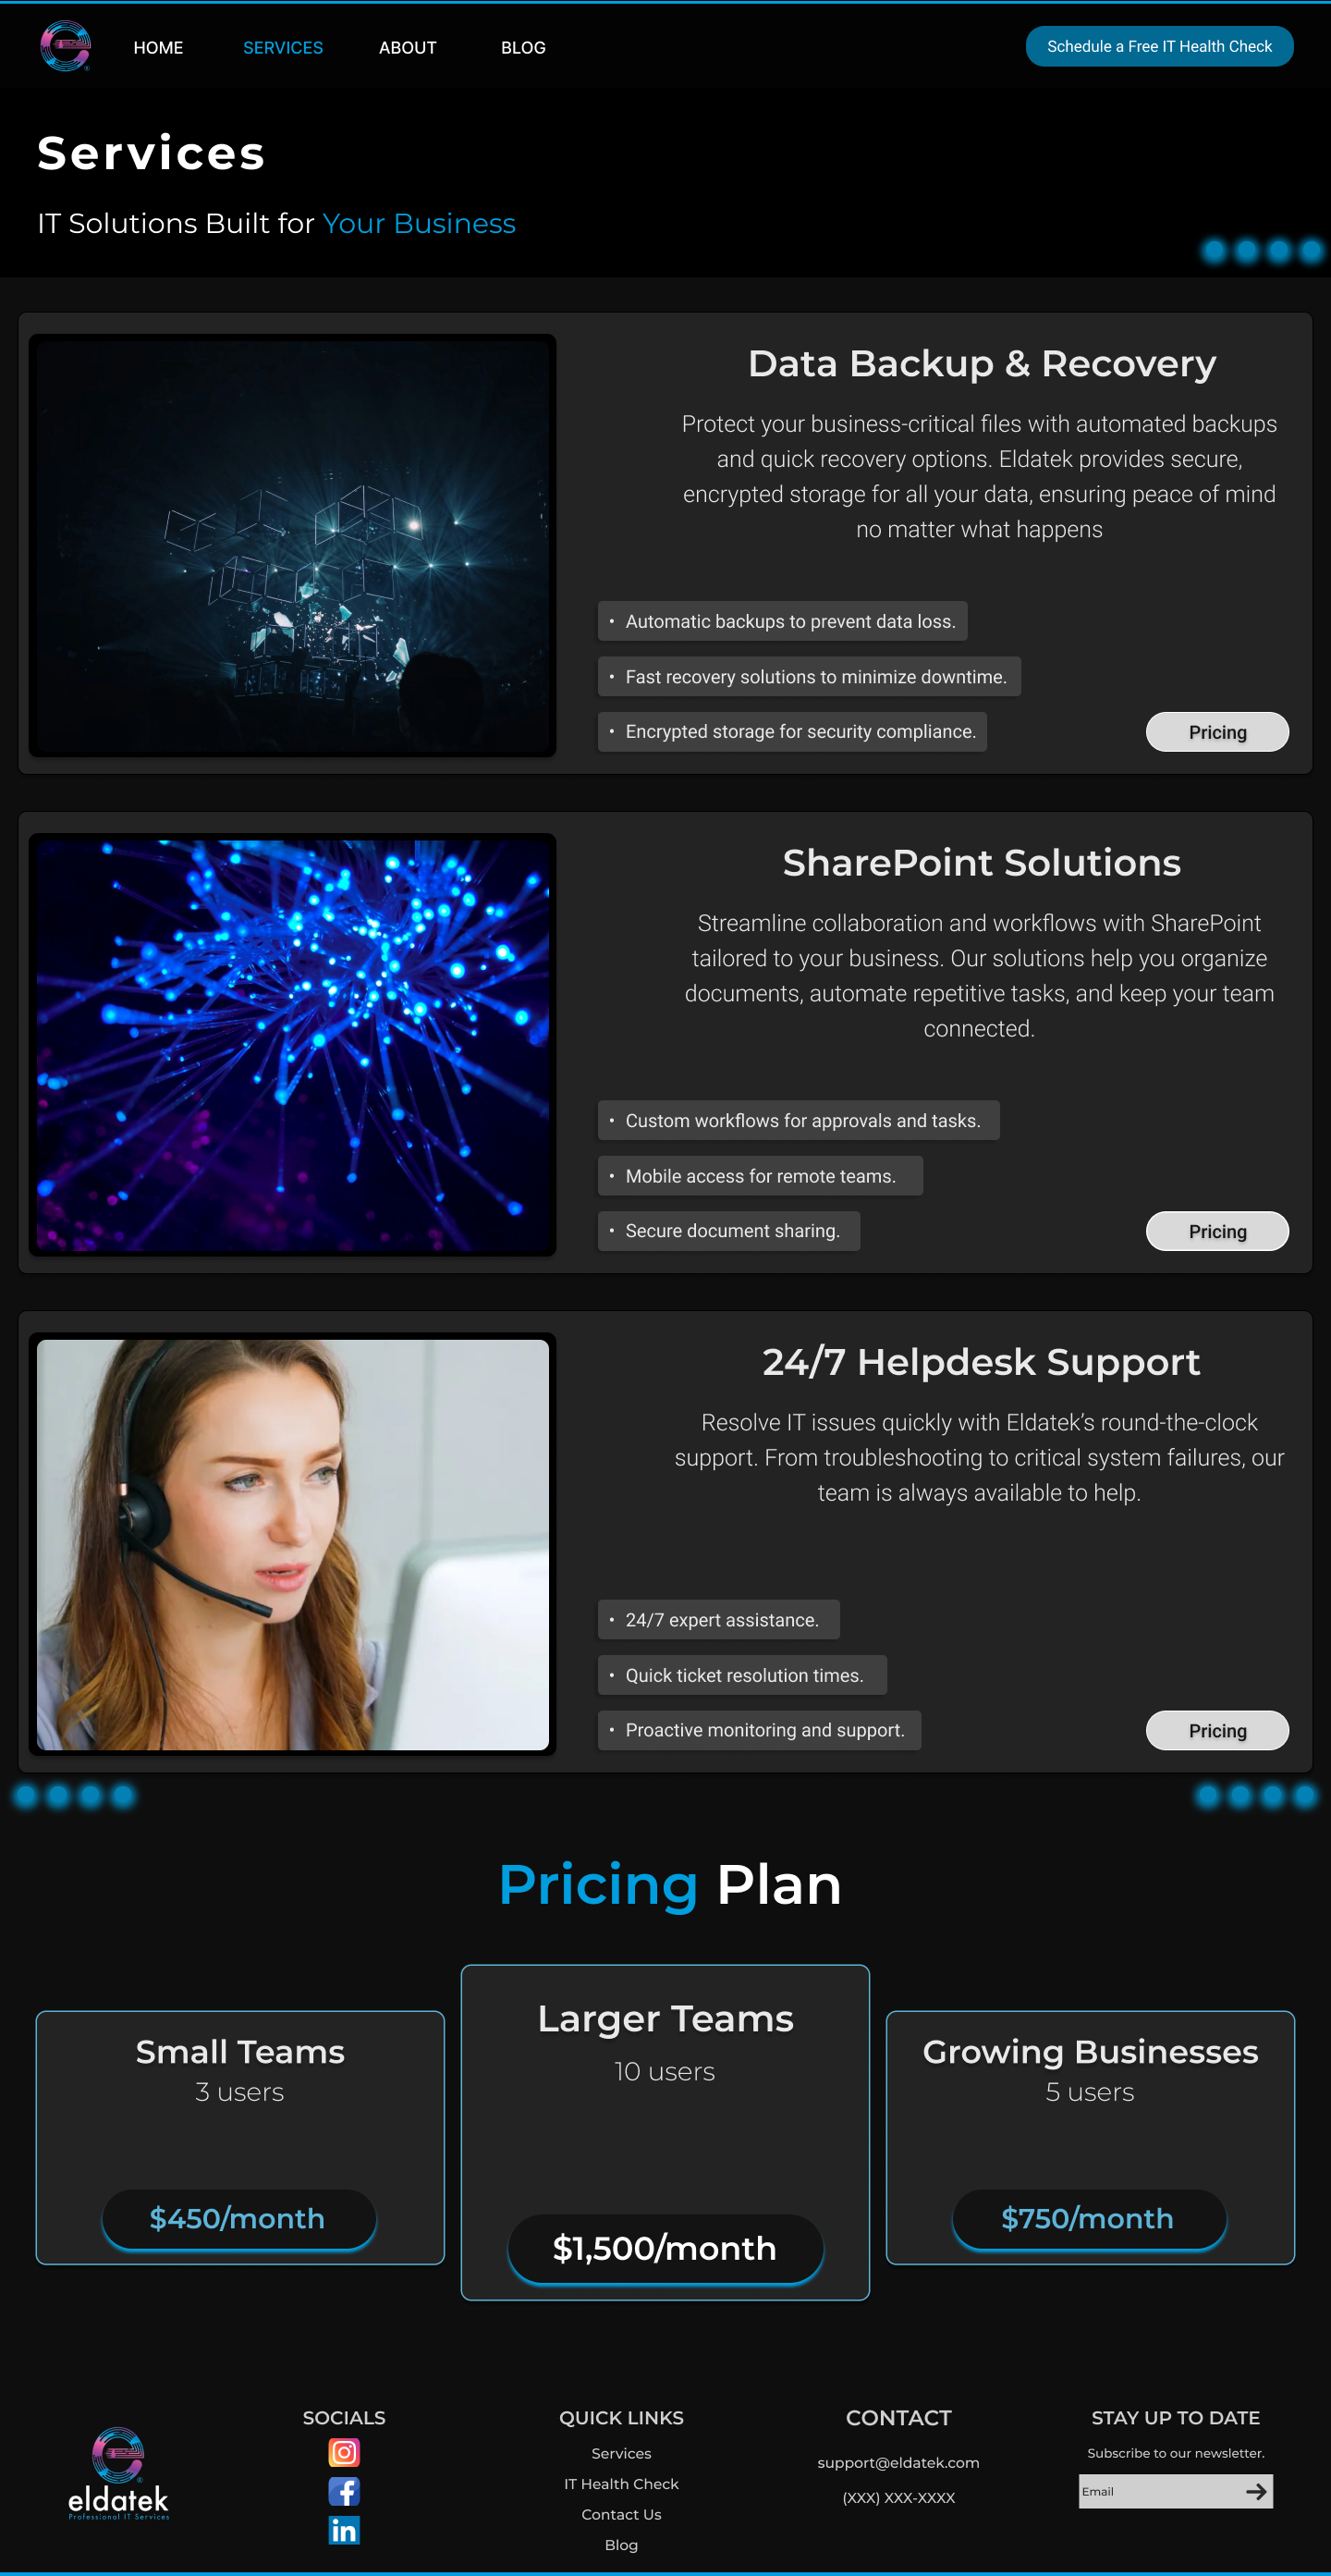 HOME
SERVICES
ABOUT
BLOG
Schedule a Free IT Health Check
Services
IT Solutions Built for Your Business
Data Backup & Recovery
Protect your business-critical files with automated backups
and quick recovery options. Eldatek provides secure,
encrypted storage for all your data, ensuring peace of mind
no matter what happens
• Automatic backups to prevent data loss.
• Fast recovery solutions to minimize downtime.
• Encrypted storage for security compliance.
Pricing
SharePoint Solutions
Streamline collaboration and workflows with SharePoint
tailored to your business. Our solutions help you organize
documents, automate repetitive tasks, and keep your team
connected.
• Custom workflows for approvals and tasks.
• Mobile access for remote teams.
• Secure document sharing.
Pricing
24/7 Helpdesk Support
Resolve IT issues quickly with Eldatek’s round-the-clock
support. From troubleshooting to critical system failures, our
team is always available to help.
• 24/7 expert assistance.
• Quick ticket resolution times.
• Proactive monitoring and support.
Pricing
Pricing Plan
Small Teams
3 users
$450/month
Larger Teams
10 users
$1,500/month
Growing Businesses
5 users
$750/month
eldatek
Professional IT Services
SOCIALS
QUICK LINKS
Services
IT Health Check
Contact Us
Blog
CONTACT
support@eldatek.com
(XXX) XXX-XXXX
STAY UP TO DATE
Subscribe to our newsletter.
Email